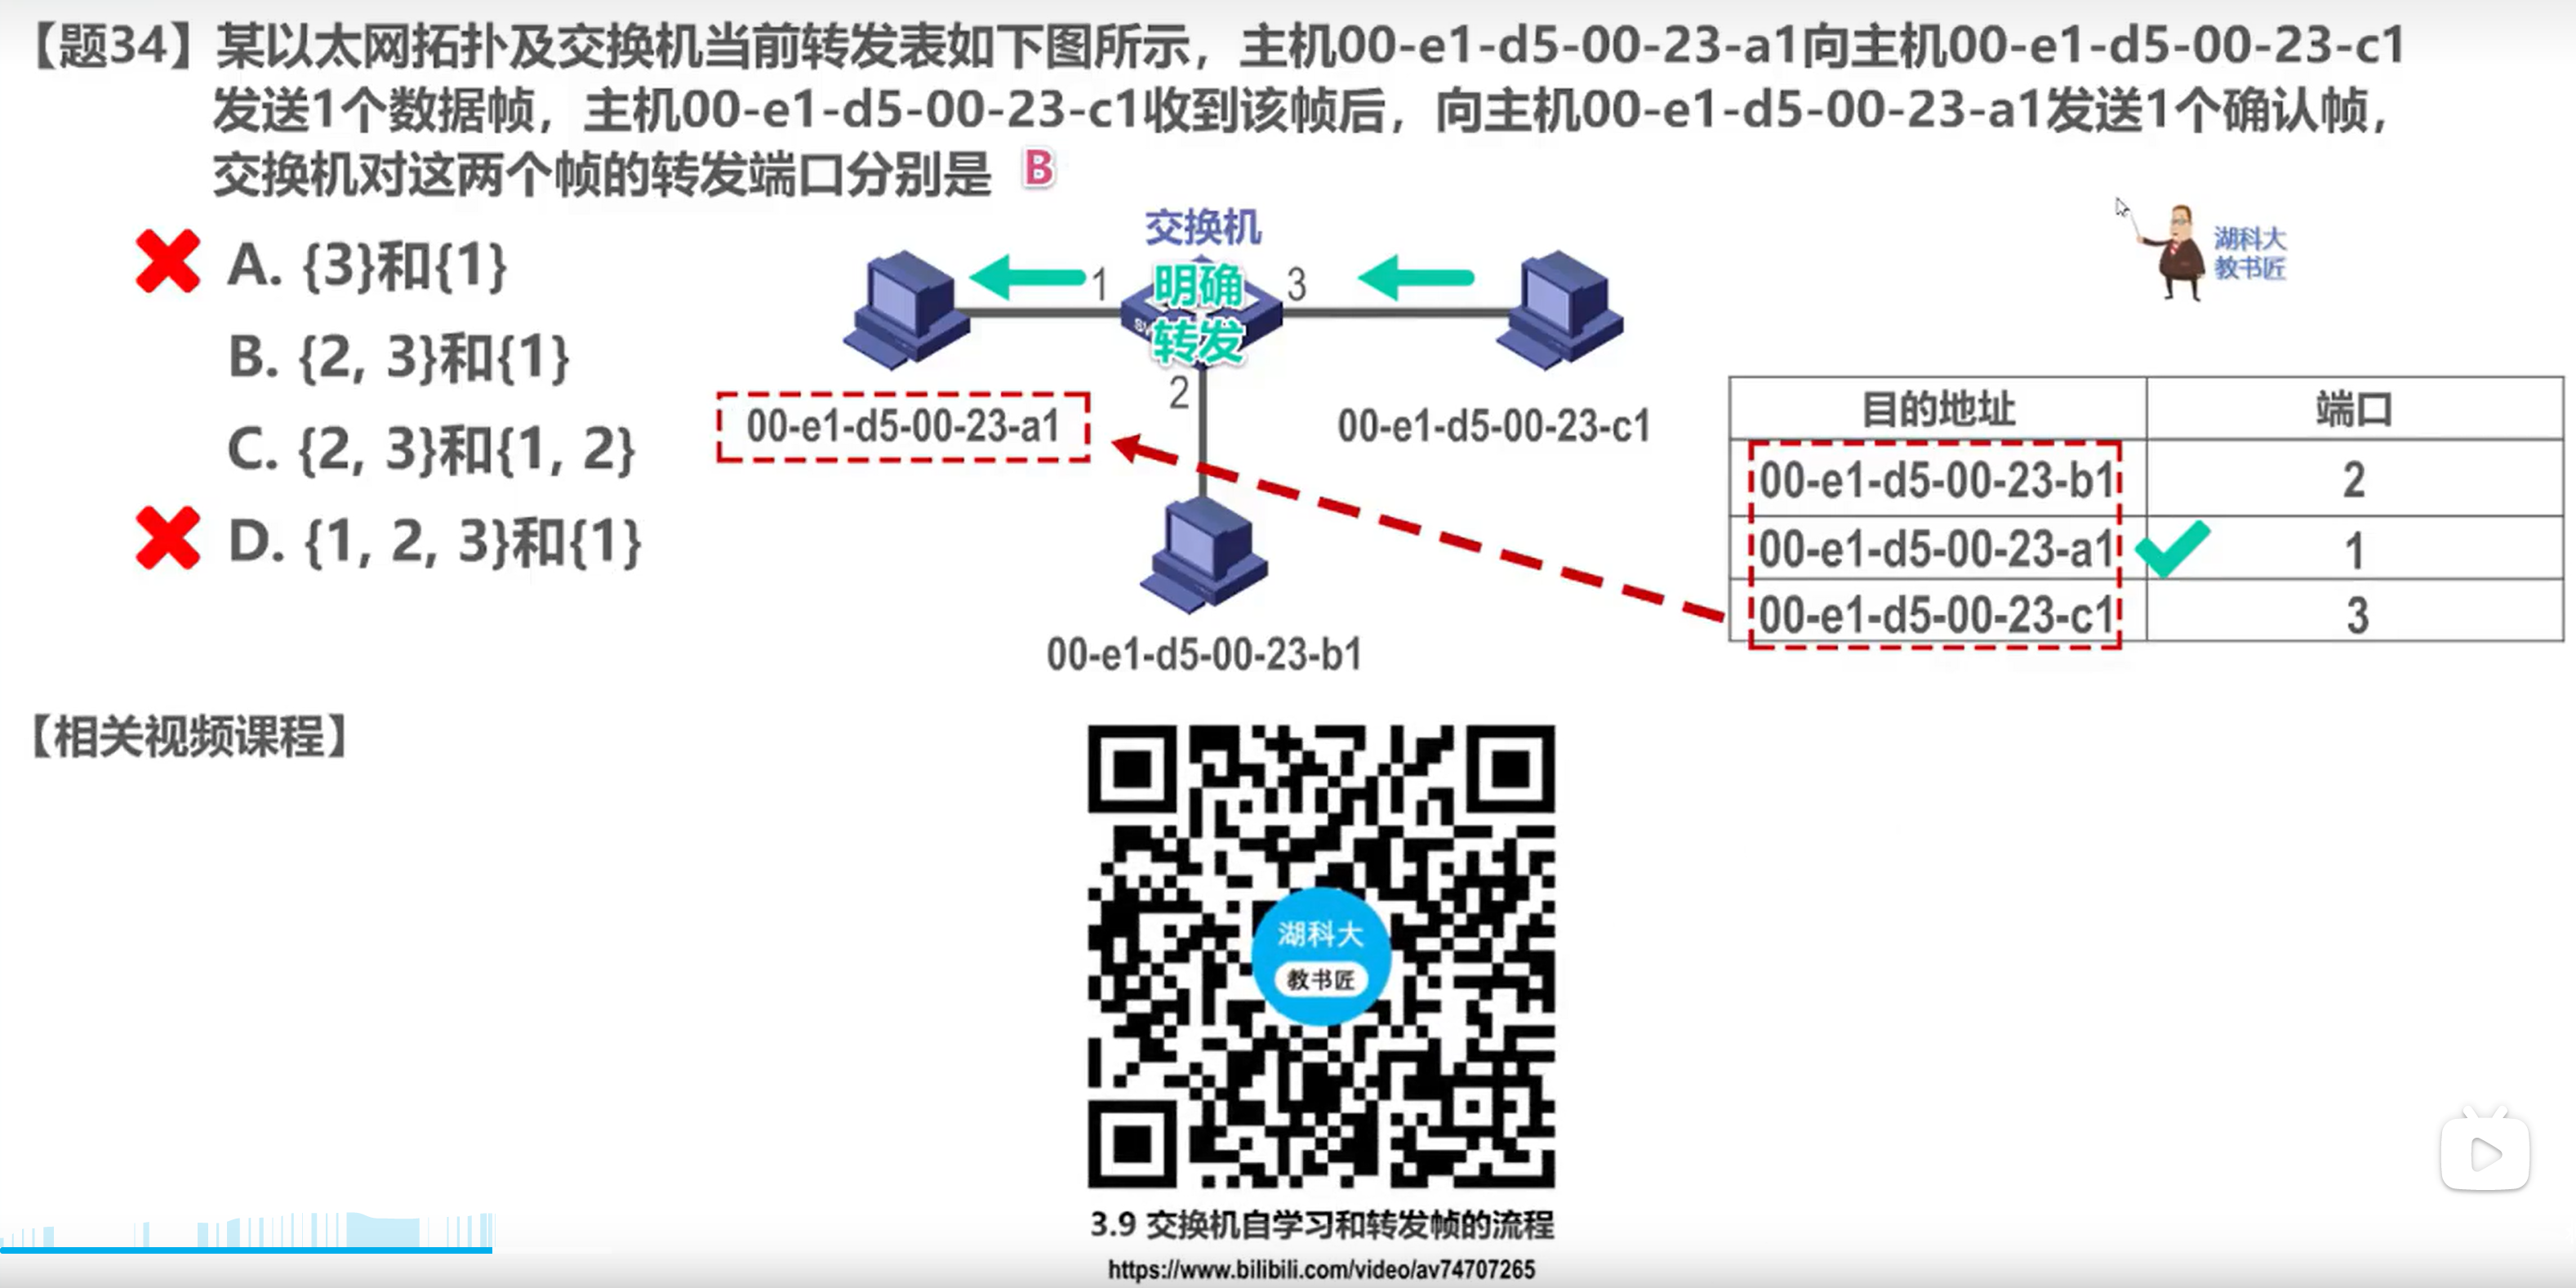 【题34】某以太网拓扑及交换机当前转发表如下图所示，主机00-e1-d5-00-23-a1向主机00-e1-d5-00-23-c1
发送1个数据帧，主机00-e1-d5-00-23-c1收到该帧后，向主机00-e1-d5-00-23-a1发送1个确认帧，
交换机对这两个帧的转发端口分别是 B
A. {3}和{1}
B. {2, 3}和{1}
C. {2, 3}和{1, 2}
D. {1, 2, 3}和{1}
交换机
1
明确
转发
3
2
00-e1-d5-00-23-a1
00-e1-d5-00-23-c1
00-e1-d5-00-23-b1
湖科大
教书匠
目的地址 端口
00-e1-d5-00-23-b1 2
00-e1-d5-00-23-a1 1
00-e1-d5-00-23-c1 3
【相关视频课程】
湖科大
教书匠
3.9 交换机自学习和转发帧的流程
https://www.bilibili.com/video/av74707265